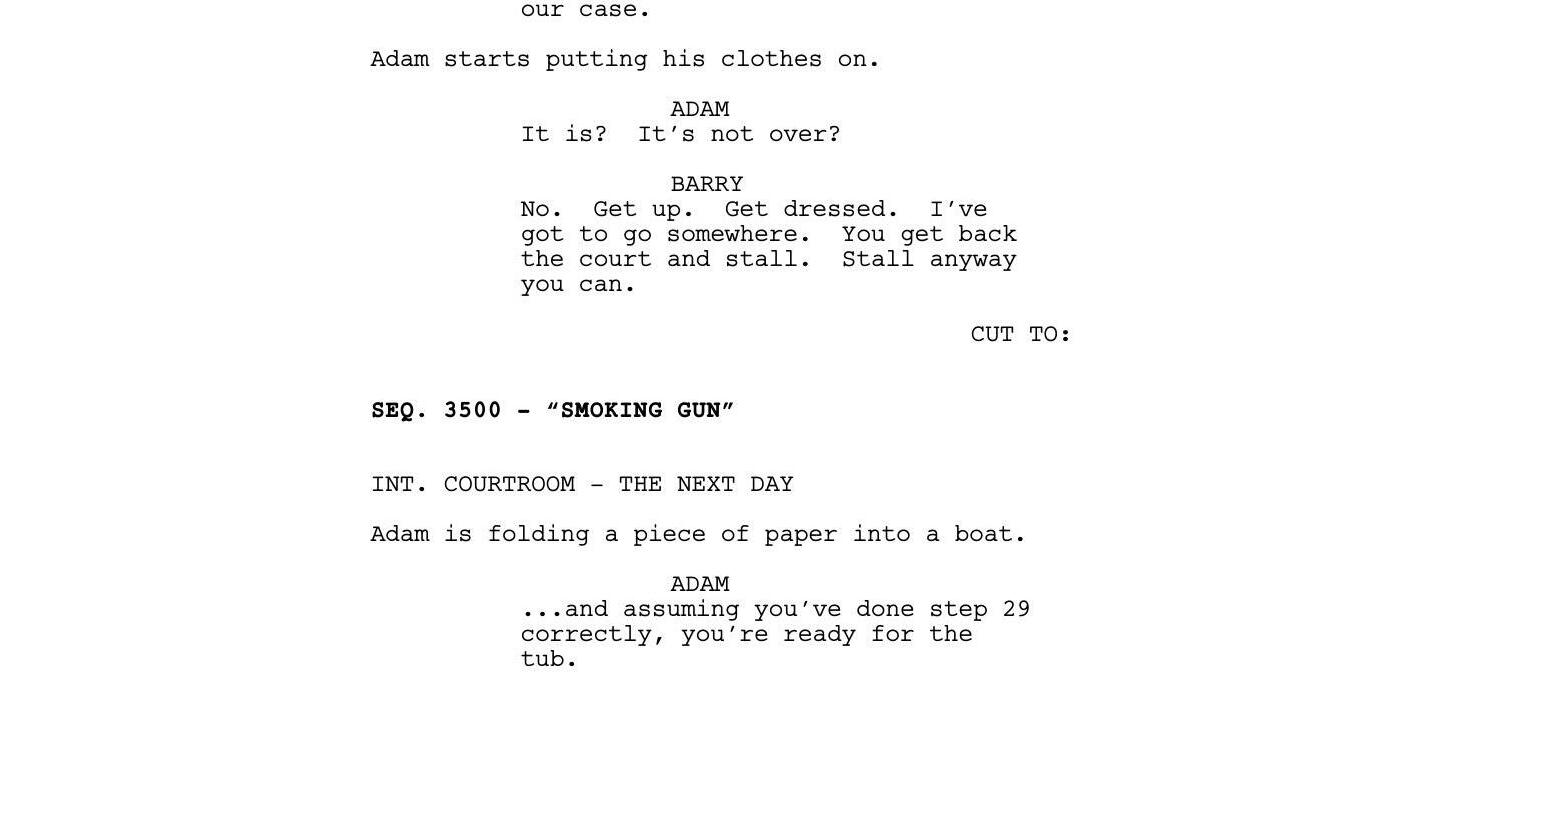 our case.
Adam starts putting his clothes on.
ADAM
It is?  It’s not over?
BARRY
No.  Get up.  Get dressed.  I’ve
got to go somewhere.  You get back
the court and stall.  Stall anyway
you can.
CUT TO:
SEQ. 3500 - “SMOKING GUN”
INT. COURTROOM – THE NEXT DAY
Adam is folding a piece of paper into a boat.
ADAM
...and assuming you’ve done step 29
correctly, you’re ready for the
tub.